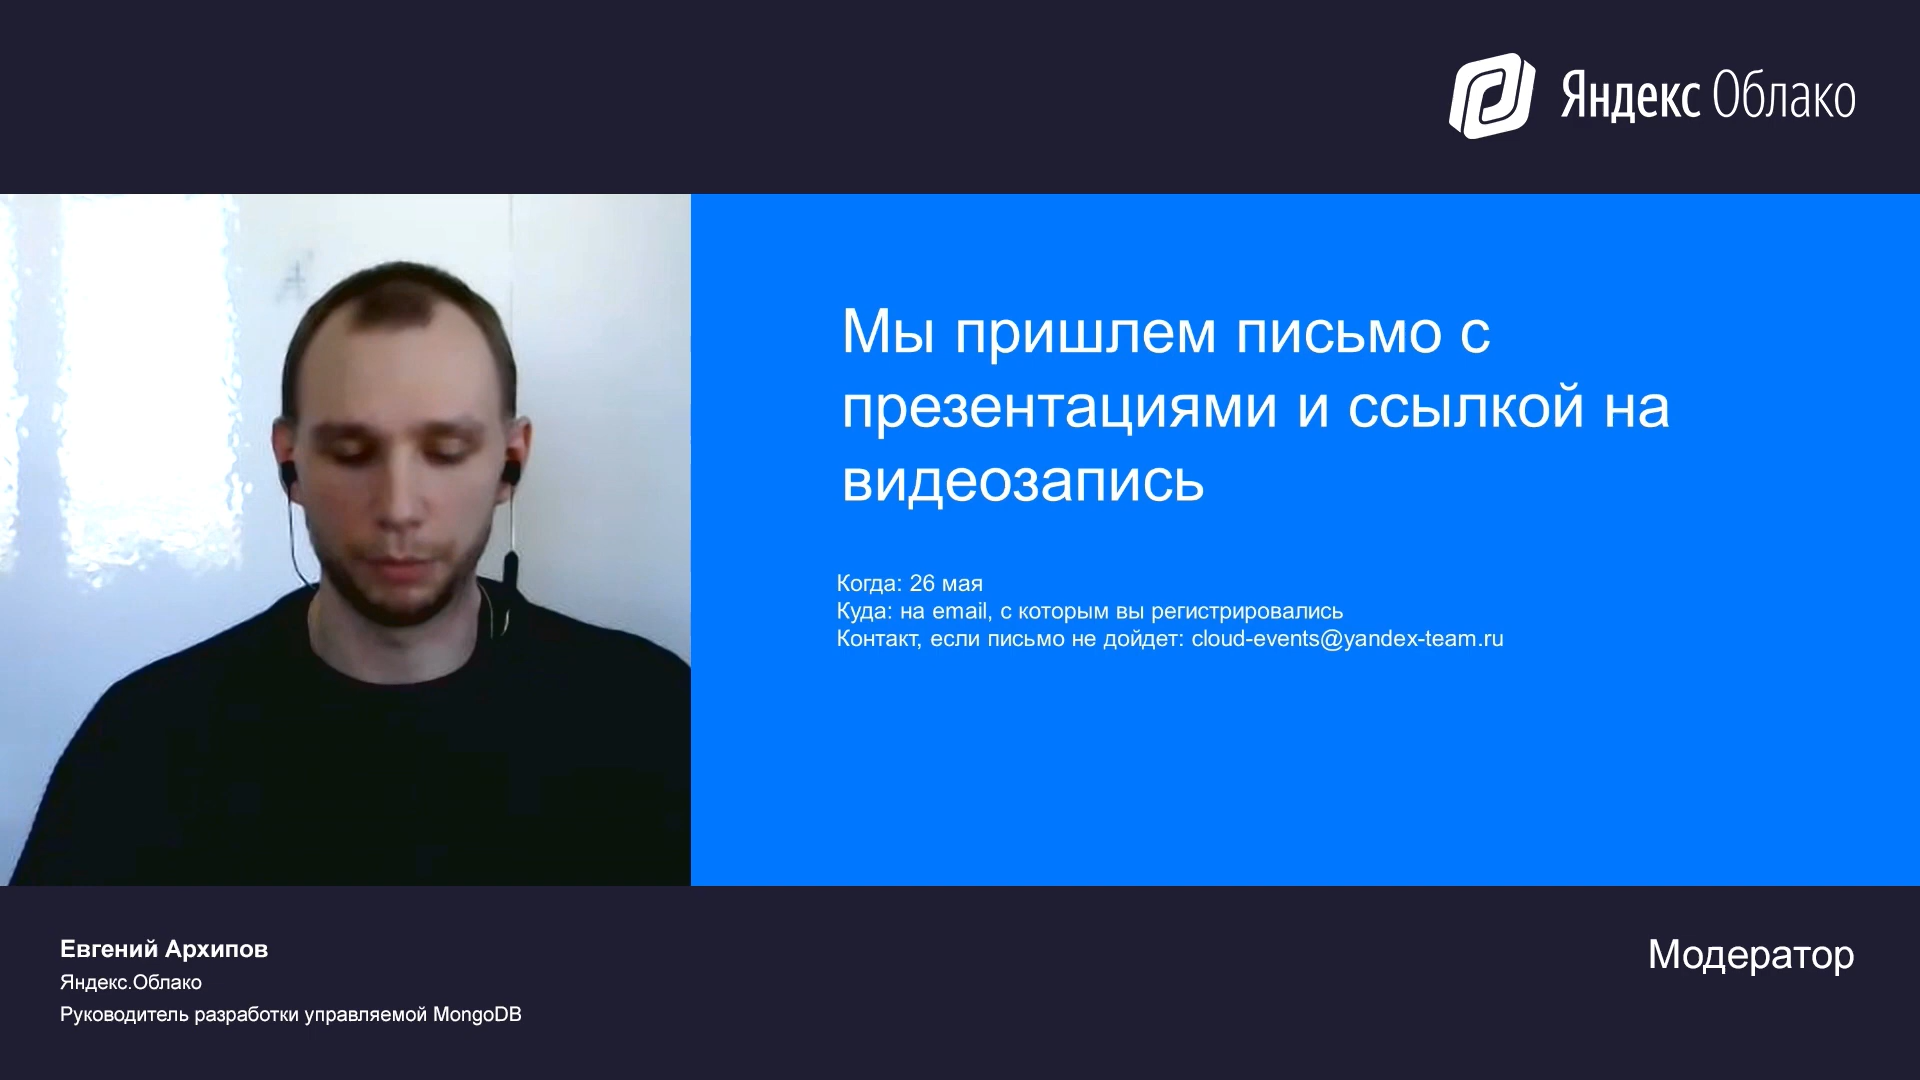 Яндекс Облако
Мы пришлем письмо с
презентациями и ссылкой на
видеозапись
Когда: 26 мая
Куда: на email, с которым вы регистрировались
Контакт, если письмо не дойдет: cloud-events@yandex-team.ru
Евгений Архипов
Яндекс.Облако
Руководитель разработки управляемой MongoDB
Модератор